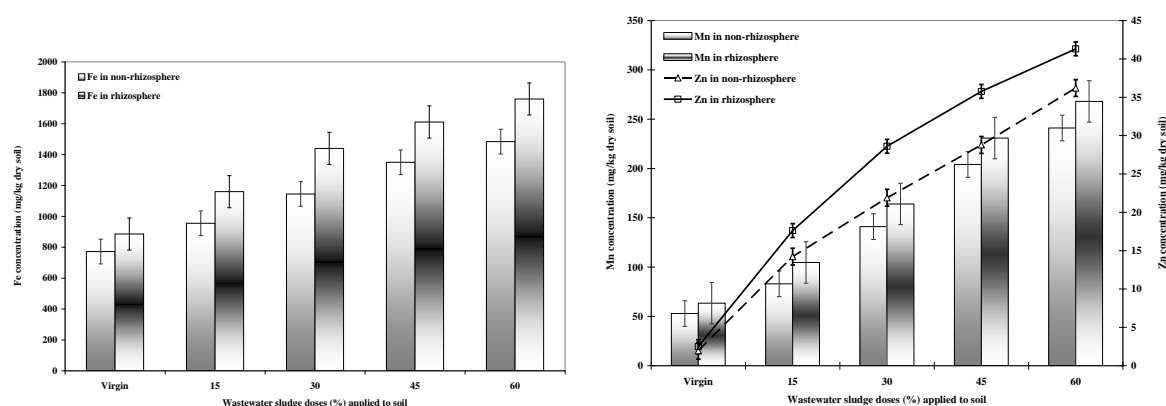 Fe concentration (mg/kg dry soil)
2000
1800
1600
1400
1200
1000
800
600
400
200
0
Fe in non-rhizosphere
Fe in rhizosphere
Virgin 15 30 45 60
Wastewater sludge doses (%) applied to soil
Mn concentration (mg/kg dry soil)
350
300
250
200
150
100
50
0
Mn in non-rhizosphere
Mn in rhizosphere
Zn in non-rhizosphere
Zn in rhizosphere
45
40
35
30
25
20
15
10
5
0
Zn concentration (mg/kg dry soil)
Virgin 15 30 45 60
Wastewater sludge doses (%) applied to soil